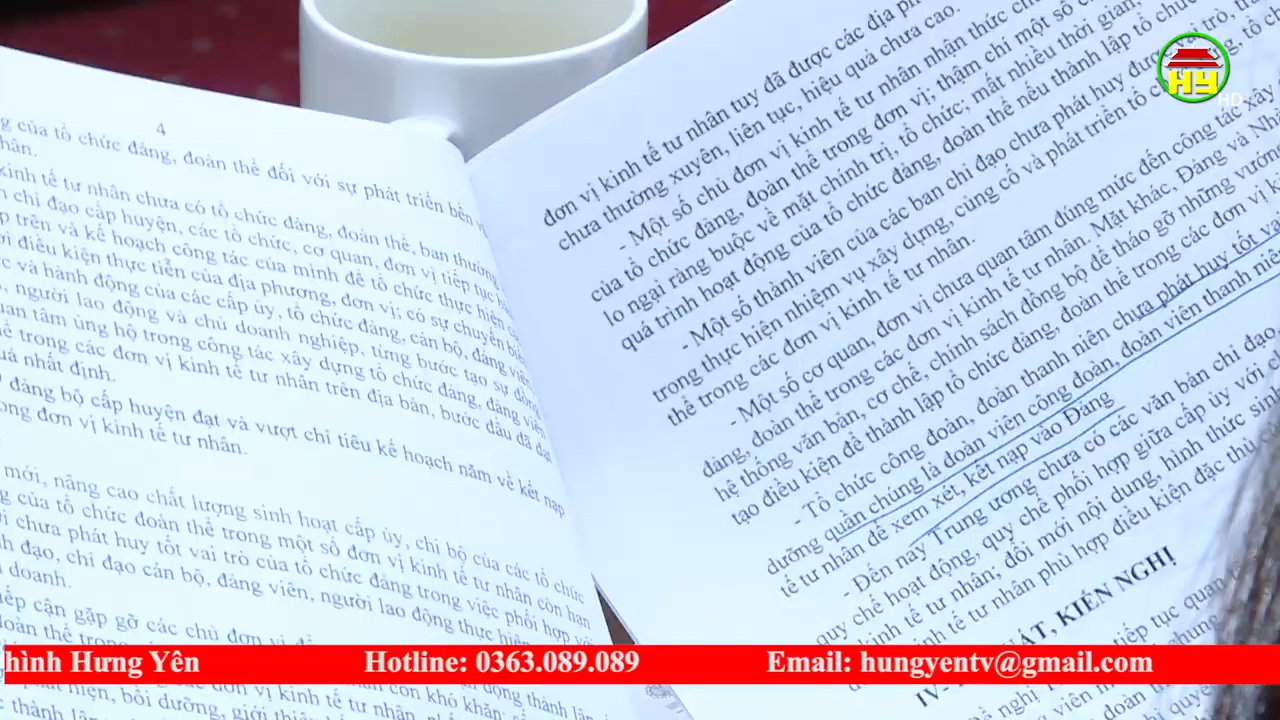 4
g của tổ chức đảng, đoàn thể đối với sự phát triển bền
nhân.
kinh tế tư nhân chưa có tổ chức đảng, đoàn thể, ban thường
chỉ đạo cấp huyện, các tổ chức, cơ quan, đơn vị tiếp tục
trên và kế hoạch công tác của mình để tổ chức thực hiện
điều kiện thực tiễn của địa phương, đơn vị; có sự chuyển biến
và hành động của các cấp ủy, tổ chức đảng, cán bộ, đảng viên
người lao động và chủ doanh nghiệp, từng bước tạo sự đồng
quan tâm ủng hộ trong công tác xây dựng tổ chức đảng, đảng viên
trong các đơn vị kinh tế tư nhân trên địa bàn, bước đầu đã đạt
quả nhất định.
đảng bộ cấp huyện đạt và vượt chỉ tiêu kế hoạch năm về kết nạp
trong đơn vị kinh tế tư nhân.
mới, nâng cao chất lượng sinh hoạt cấp ủy, chi bộ của các tổ chức
của tổ chức đoàn thể trong một số đơn vị kinh tế tư nhân còn hạn
chưa phát huy tốt vai trò của tổ chức đảng trong việc phối hợp với
đạo, chỉ đạo cán bộ, đảng viên, người lao động thực hiện
doanh.
tiếp cận gặp gỡ các chủ đơn vị
đoàn thể trong
hiện, bồi dưỡng, giới thiệu
đơn vị kinh tế tư nhân tuy đã được các địa
chưa thường xuyên, liên tục, hiệu quả chưa cao.
- Một số chủ đơn vị kinh tế tư nhân nhận thức
của tổ chức đảng, đoàn thể trong đơn vị; thậm chí một số
lo ngại ràng buộc về mặt chính trị, tổ chức; mất nhiều thời gian,
quá trình hoạt động của tổ chức đảng, đoàn thể nếu thành lập tổ chức
- Một số thành viên của các ban chỉ đạo chưa phát huy được vai trò,
trong thực hiện nhiệm vụ xây dựng, củng cố và phát triển tổ
thể trong các đơn vị kinh tế tư nhân.
- Một số cơ quan, đơn vị chưa quan tâm đúng mức đến công tác xây
đảng, đoàn thể trong các đơn vị kinh tế tư nhân. Mặt khác, Đảng và Nhà
hệ thống văn bản, cơ chế, chính sách đồng bộ để tháo gỡ những vướng
tạo điều kiện để thành lập tổ chức đảng, đoàn thể trong các đơn vị
- Tổ chức công đoàn, đoàn thanh niên chưa phát huy tốt
dưỡng quần chúng là đoàn viên công đoàn, đoàn viên thanh niên
tế tư nhân để xem xét, kết nạp vào Đảng
- Đến nay Trung ương chưa có các văn bản chỉ đạo
quy chế hoạt động, quy chế phối hợp giữa cấp ủy với
kinh tế tư nhân; đổi mới nội dung, hình thức sinh
kinh tế tư nhân phù hợp điều kiện đặc thù
IV- KIẾN NGHỊ
tiếp tục quan
HY
HD
hình Hưng Yên
Hotline: 0363.089.089
Email: hungyentv@gmail.com